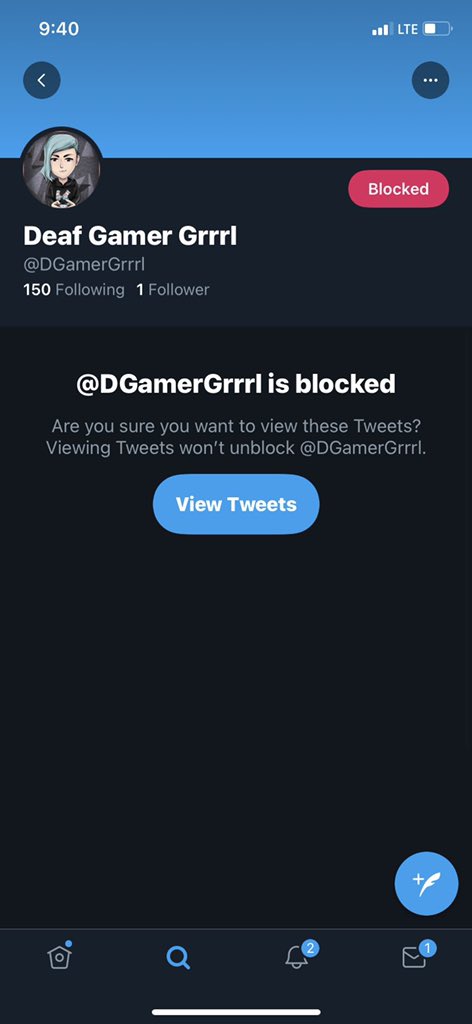 9:40
LTE
Blocked
Deaf Gamer Grrrl
@DGamerGrrrl
150 Following 1 Follower
@DGamerGrrrl is blocked
Are you sure you want to view these Tweets?
Viewing Tweets won’t unblock @DGamerGrrrl.
View Tweets
2
1